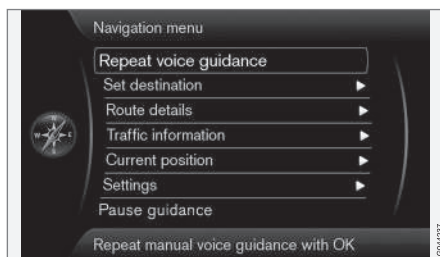 Navigation menu
Repeat voice guidance
Set destination
Route details
Traffic information
Current position
Settings
Pause guidance
Repeat manual voice guidance with OK